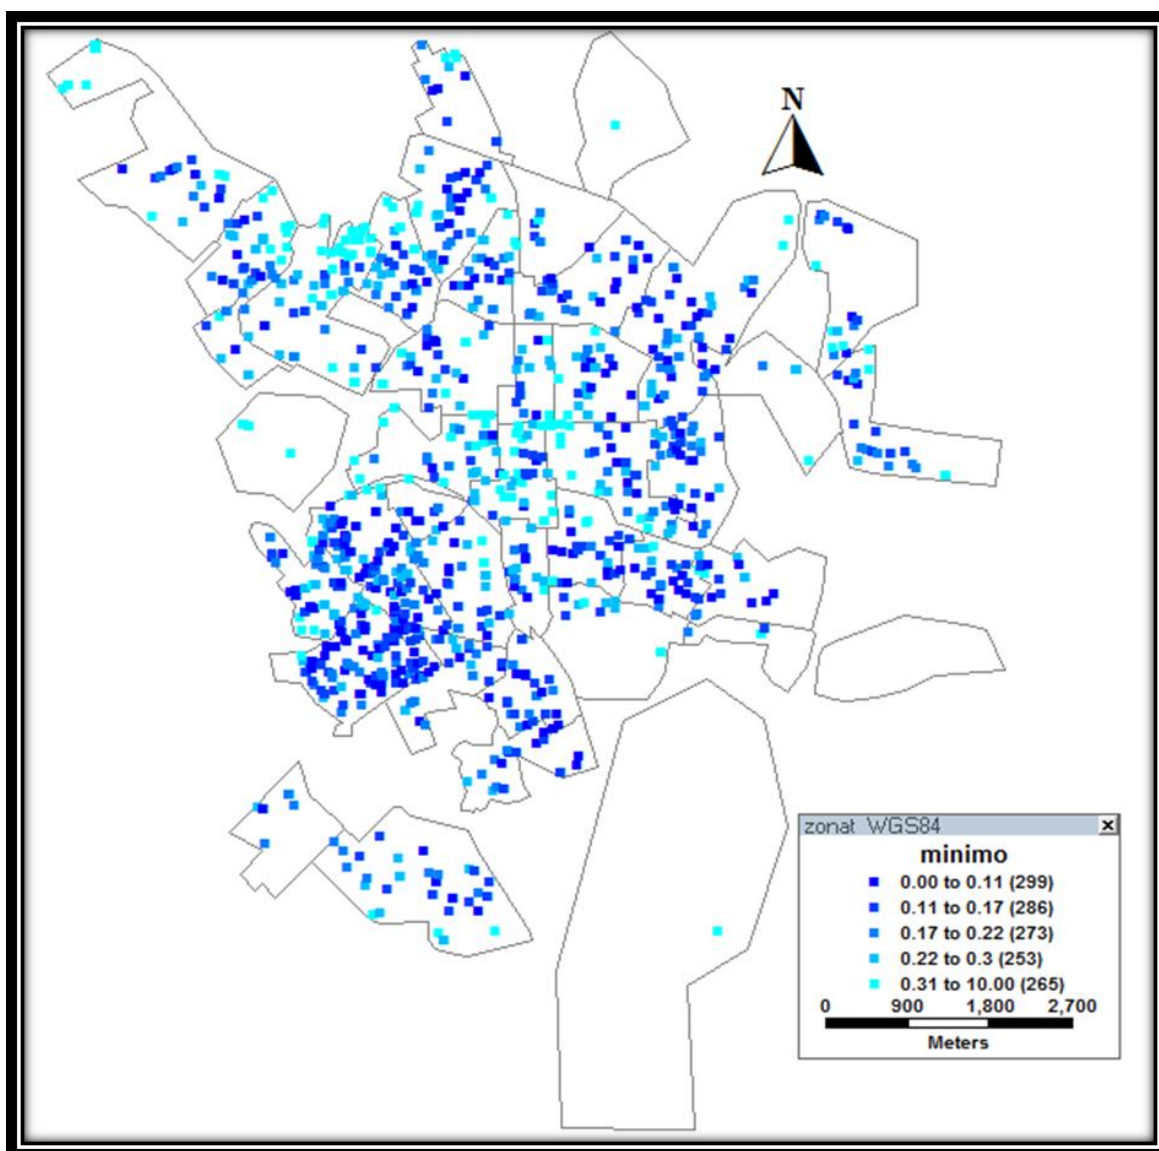 N
zonat WGS84
minimo
0.00 to 0.11 (299)
0.11 to 0.17 (286)
0.17 to 0.22 (273)
0.22 to 0.3 (253)
0.31 to 10.00 (265)
0 900 1,800 2,700
Meters